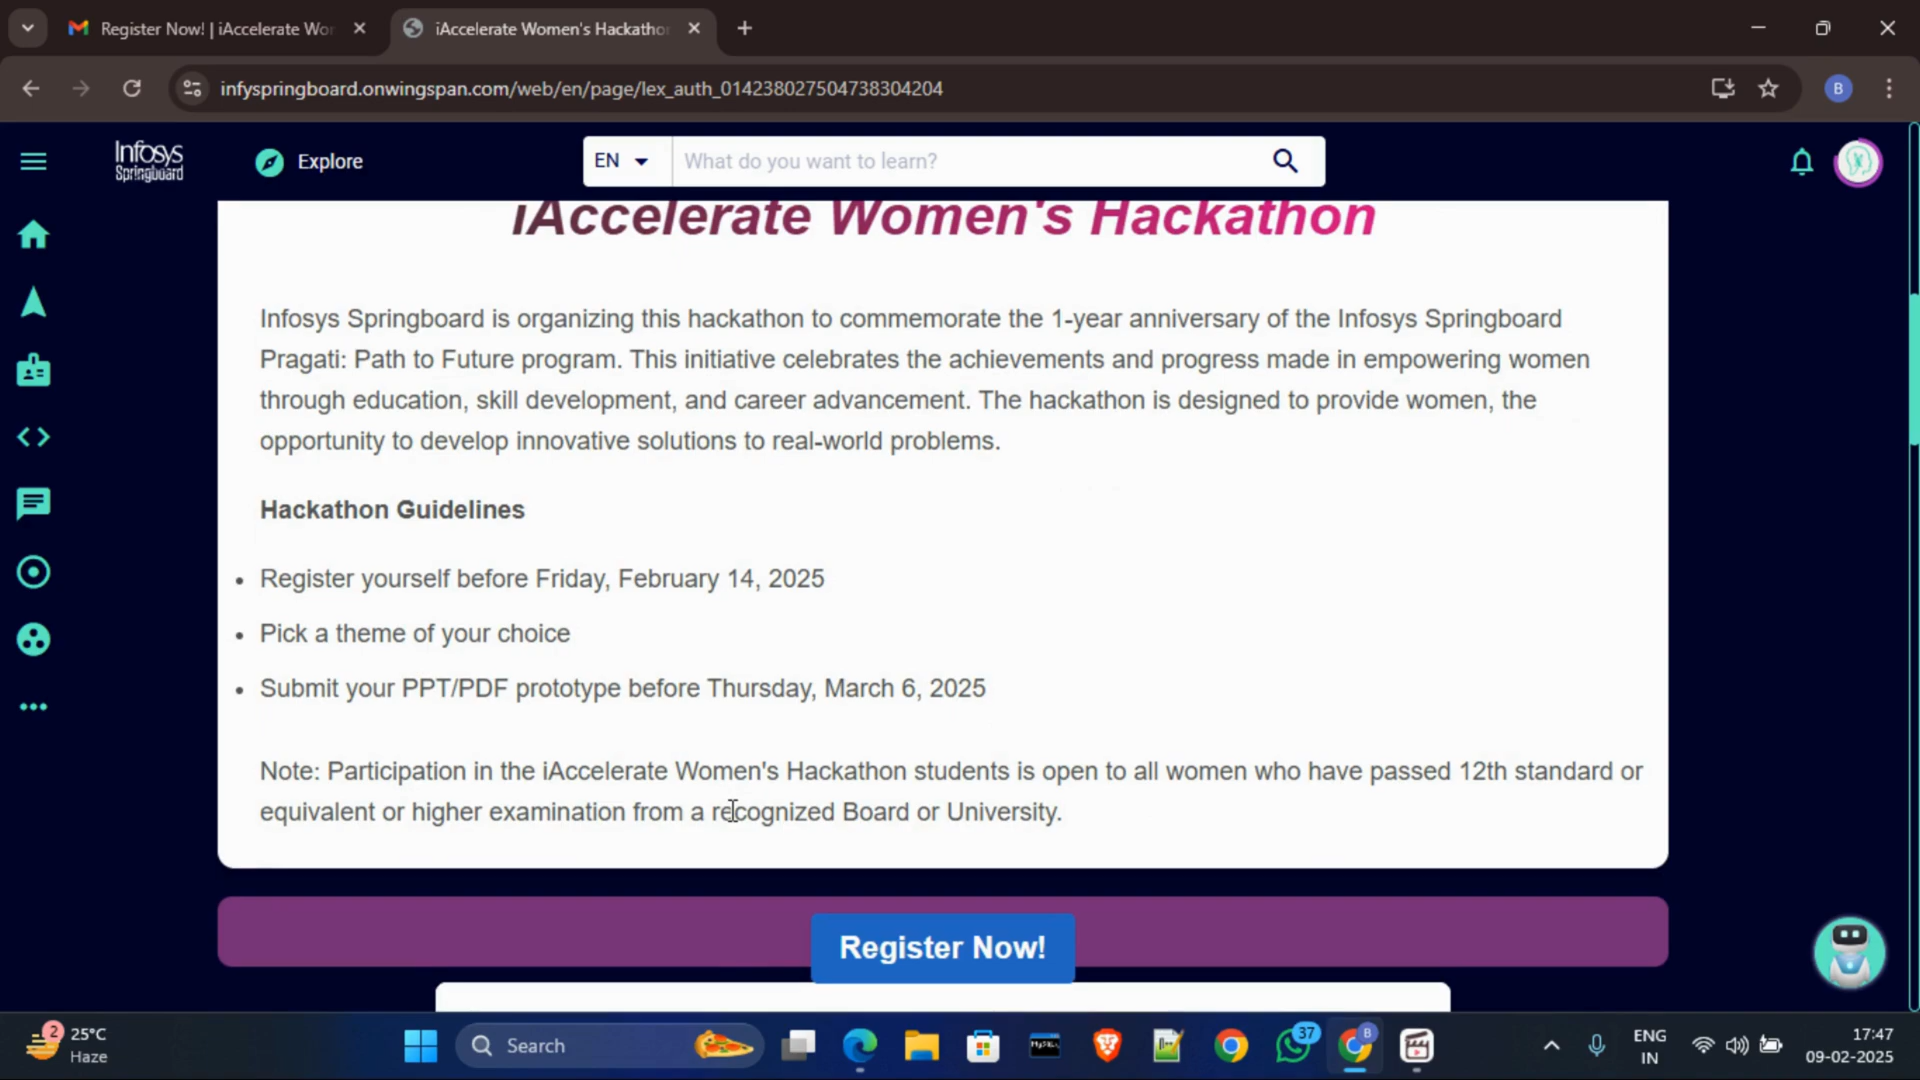 Register Now! | iAccelerate Wor
iAccelerate Women's Hackathon
infyspringboard.onwingspan.com/web/en/page/lex_auth_014238027504738304204
B
Infosys
Springboard
Explore
EN
What do you want to learn?
iAccelerate Women's Hackathon
Infosys Springboard is organizing this hackathon to commemorate the 1-year anniversary of the Infosys Springboard
Pragati: Path to Future program. This initiative celebrates the achievements and progress made in empowering women
through education, skill development, and career advancement. The hackathon is designed to provide women, the
opportunity to develop innovative solutions to real-world problems.
Hackathon Guidelines
• Register yourself before Friday, February 14, 2025
• Pick a theme of your choice
• Submit your PPT/PDF prototype before Thursday, March 6, 2025
Note: Participation in the iAccelerate Women's Hackathon students is open to all women who have passed 12th standard or
equivalent or higher examination from a recognized Board or University.
Register Now!
2
25°C
Haze
Search
37
B
ENG
IN
17:47
09-02-2025